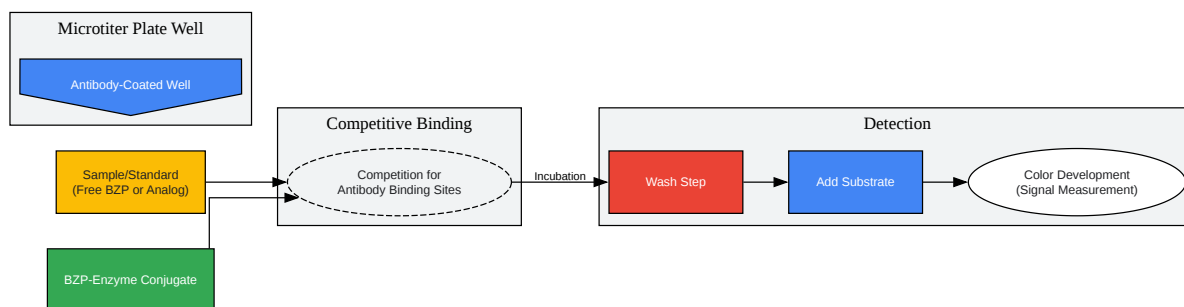 Microtiter Plate Well
Antibody-Coated Well
Competitive Binding
Detection
Sample/Standard
(Free BZP or Analog)
Competition for
Antibody Binding Sites
Incubation
Wash Step
Add Substrate
Color Development
(Signal Measurement)
BZP-Enzyme Conjugate